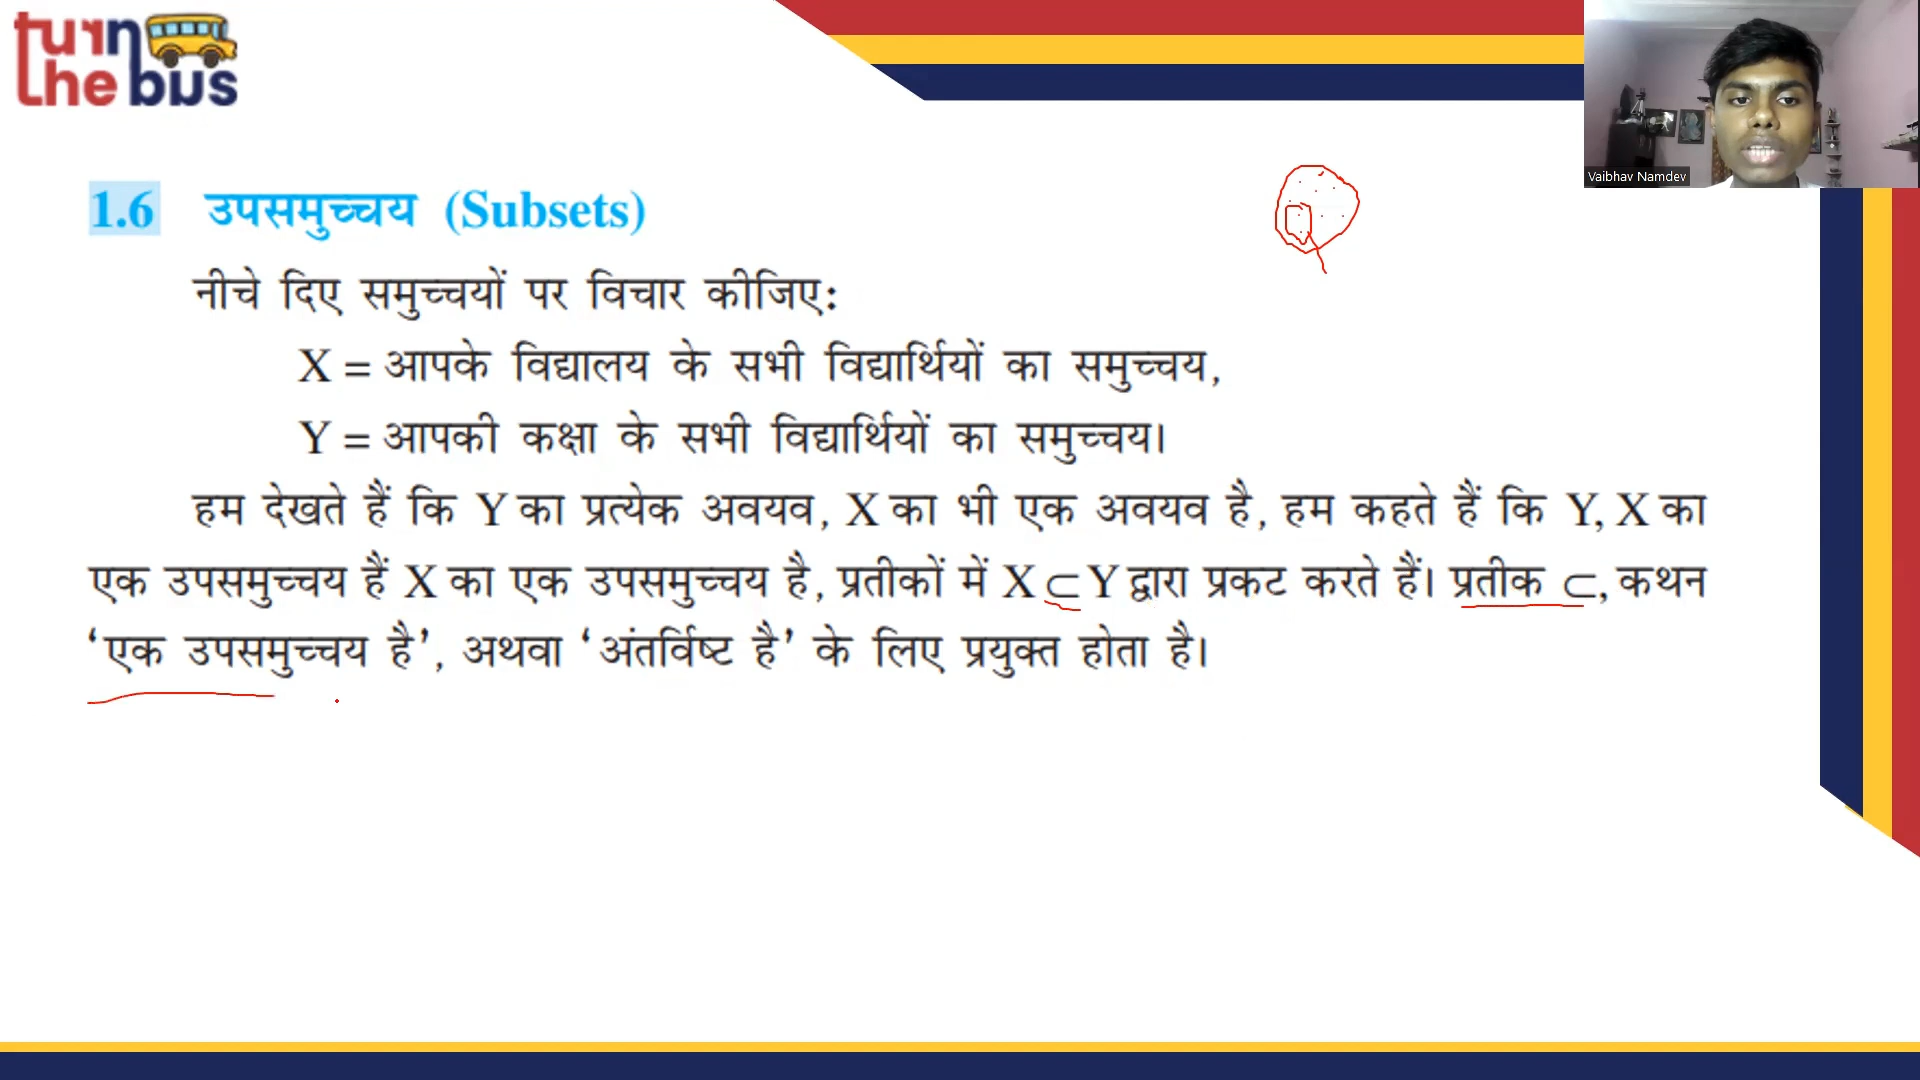 turn
the bus
Vaibhav Namdev
1.6 उपसमुच्चय (Subsets)
नीचे दिए समुच्चयों पर विचार कीजिए:
X = आपके विद्यालय के सभी विद्यार्थियों का समुच्चय,
Y = आपकी कक्षा के सभी विद्यार्थियों का समुच्चय।
हम देखते हैं कि Y का प्रत्येक अवयव, X का भी एक अवयव है, हम कहते हैं कि Y, X का
एक उपसमुच्चय हैं X का एक उपसमुच्चय है, प्रतीकों में X ⊂ Y द्वारा प्रकट करते हैं। प्रतीक ⊂, कथन
‘एक उपसमुच्चय है’, अथवा ‘अंतर्विष्ट है’ के लिए प्रयुक्त होता है।